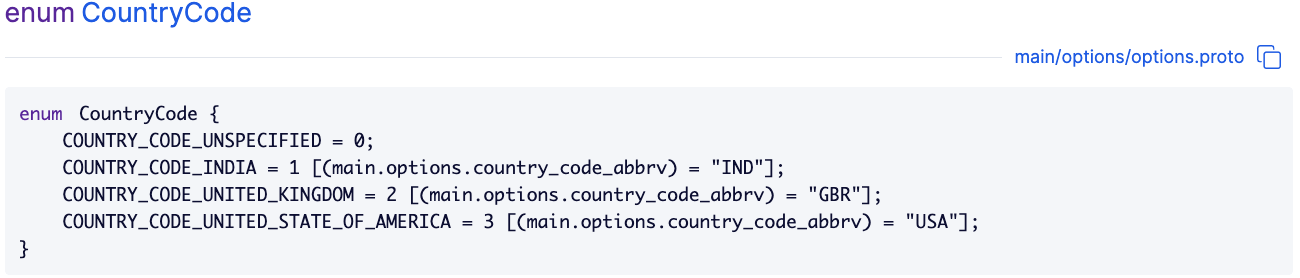 enum CountryCode
main/options/options.proto
enum CountryCode {
    COUNTRY_CODE_UNSPECIFIED = 0;
    COUNTRY_CODE_INDIA = 1 [(main.options.country_code_abbrv) = "IND"];
    COUNTRY_CODE_UNITED_KINGDOM = 2 [(main.options.country_code_abbrv) = "GBR"];
    COUNTRY_CODE_UNITED_STATE_OF_AMERICA = 3 [(main.options.country_code_abbrv) = "USA"];
}